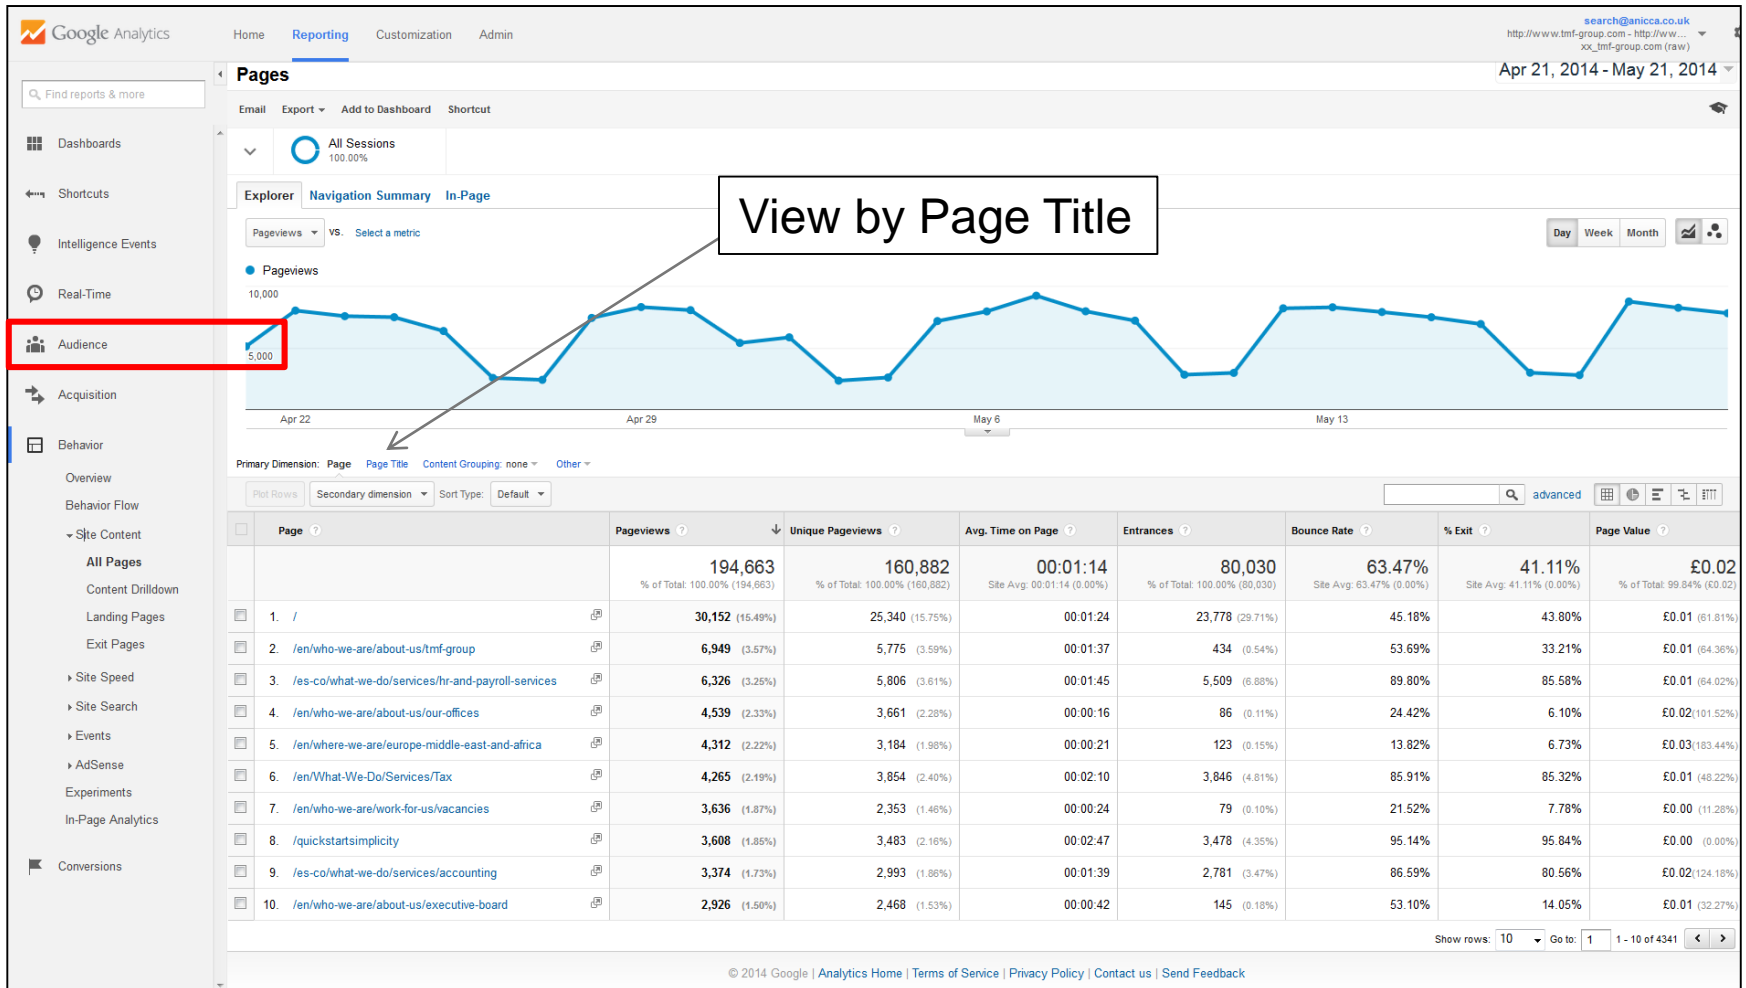 Google Analytics
Home Reporting Customization Admin
search@anicca.co.uk
http://www.tmf-group.com - http://ww...
xx_tmf-group.com (raw)
Find reports & more
Pages
Apr 21, 2014 - May 21, 2014
Email Export Add to Dashboard Shortcut
All Sessions
100.00%
Explorer Navigation Summary In-Page
View by Page Title
Pageviews VS. Select a metric
Day Week Month
Pageviews
10,000
5,000
Apr 22 Apr 29 May 6 May 13
Dashboards
Shortcuts
Intelligence Events
Real-Time
Audience
Acquisition
Behavior
Overview
Behavior Flow
Site Content
All Pages
Content Drilldown
Landing Pages
Exit Pages
Site Speed
Site Search
Events
AdSense
Experiments
In-Page Analytics
Conversions
Primary Dimension: Page Page Title Content Grouping: none Other
Plot Rows Secondary dimension Sort Type: Default advanced
Page ? Pageviews ? Unique Pageviews ? Avg. Time on Page ? Entrances ? Bounce Rate ? % Exit ? Page Value ?
194,663 160,882 00:01:14 80,030 63.47% 41.11% £0.02
% of Total: 100.00% (194,663) % of Total: 100.00% (160,882) Site Avg: 00:01:14 (0.00%) % of Total: 100.00% (80,030) Site Avg: 63.47% (0.00%) Site Avg: 41.11% (0.00%) % of Total: 99.84% (£0.02)
1. / 30,152 (15.49%) 25,340 (15.75%) 00:01:24 23,778 (29.71%) 45.18% 43.80% £0.01 (61.81%)
2. /en/who-we-are/about-us/tmf-group 6,949 (3.57%) 5,775 (3.59%) 00:01:37 434 (0.54%) 53.69% 33.21% £0.01 (64.36%)
3. /es-co/what-we-do/services/hr-and-payroll-services 6,326 (3.25%) 5,806 (3.61%) 00:01:45 5,509 (6.88%) 89.80% 85.58% £0.01 (64.02%)
4. /en/who-we-are/about-us/our-offices 4,539 (2.33%) 3,661 (2.28%) 00:00:16 86 (0.11%) 24.42% 6.10% £0.02(101.52%)
5. /en/where-we-are/europe-middle-east-and-africa 4,312 (2.22%) 3,184 (1.98%) 00:00:21 123 (0.15%) 13.82% 6.73% £0.03(183.44%)
6. /en/What-We-Do/Services/Tax 4,265 (2.19%) 3,854 (2.40%) 00:02:10 3,846 (4.81%) 85.91% 85.32% £0.01 (48.22%)
7. /en/who-we-are/work-for-us/vacancies 3,636 (1.87%) 2,353 (1.46%) 00:00:24 79 (0.10%) 21.52% 7.78% £0.00 (11.28%)
8. /quickstartsimplicity 3,608 (1.85%) 3,483 (2.16%) 00:02:47 3,478 (4.35%) 95.14% 95.84% £0.00 (0.00%)
9. /es-co/what-we-do/services/accounting 3,374 (1.73%) 2,993 (1.86%) 00:01:39 2,781 (3.47%) 86.59% 80.56% £0.02(124.18%)
10. /en/who-we-are/about-us/executive-board 2,926 (1.50%) 2,468 (1.53%) 00:00:42 145 (0.18%) 53.10% 14.05% £0.01 (32.27%)
Show rows: 10 Go to: 1 1 - 10 of 4341
© 2014 Google | Analytics Home | Terms of Service | Privacy Policy | Contact us | Send Feedback